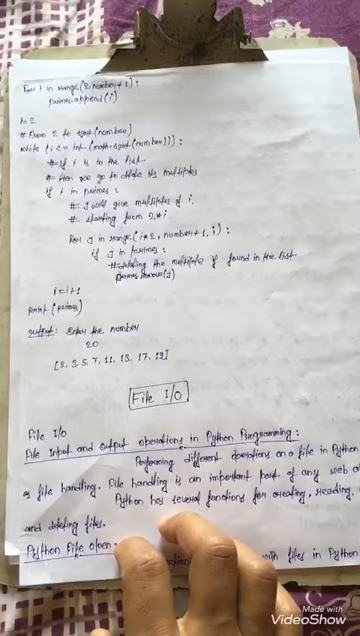 for i in range(2, number+1):
primes.append(i)
i=2
# From 2 to sqrt(number)
while (i <= int(math.sqrt(number))):
# If i is in the list
# then we go to delete its multiples
if i in primes:
# J will give multiples of i,
# starting from 2*i
for J in range(i*2, number+1, i):
if J in primes:
# deleting the multiple if found in the list
primes.remove(J)
i=i+1
print(primes)
Output: Enter the number
20
[2, 3, 5, 7, 11, 13, 17, 19]
File I/O
File I/O
File Input and Output operations in Python Programming:
Performing different operations on a file in Python
as file handling. File handling is an important part of any web a
Python has several functions for creating, reading,
and deleting files.
Python File Open:
with files in Python
Made with
VideoShow